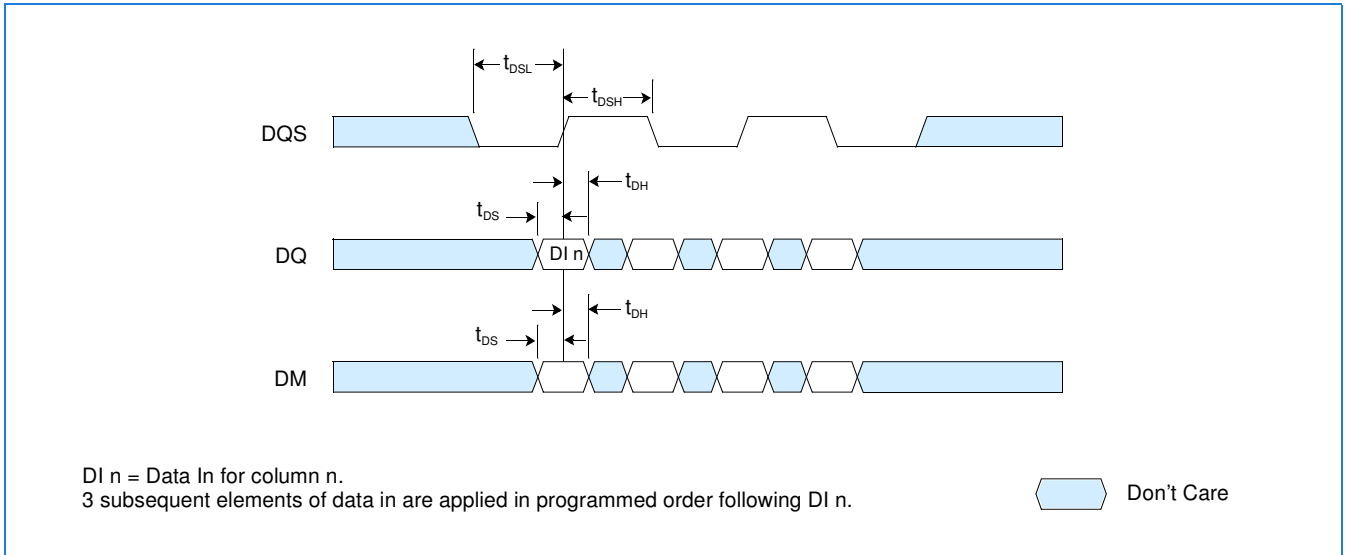 tDSL
tDSH
DQS
tDH
tDS
DQ
DI n
tDH
tDS
DM
DI n = Data In for column n.
3 subsequent elements of data in are applied in programmed order following DI n.
Don't Care